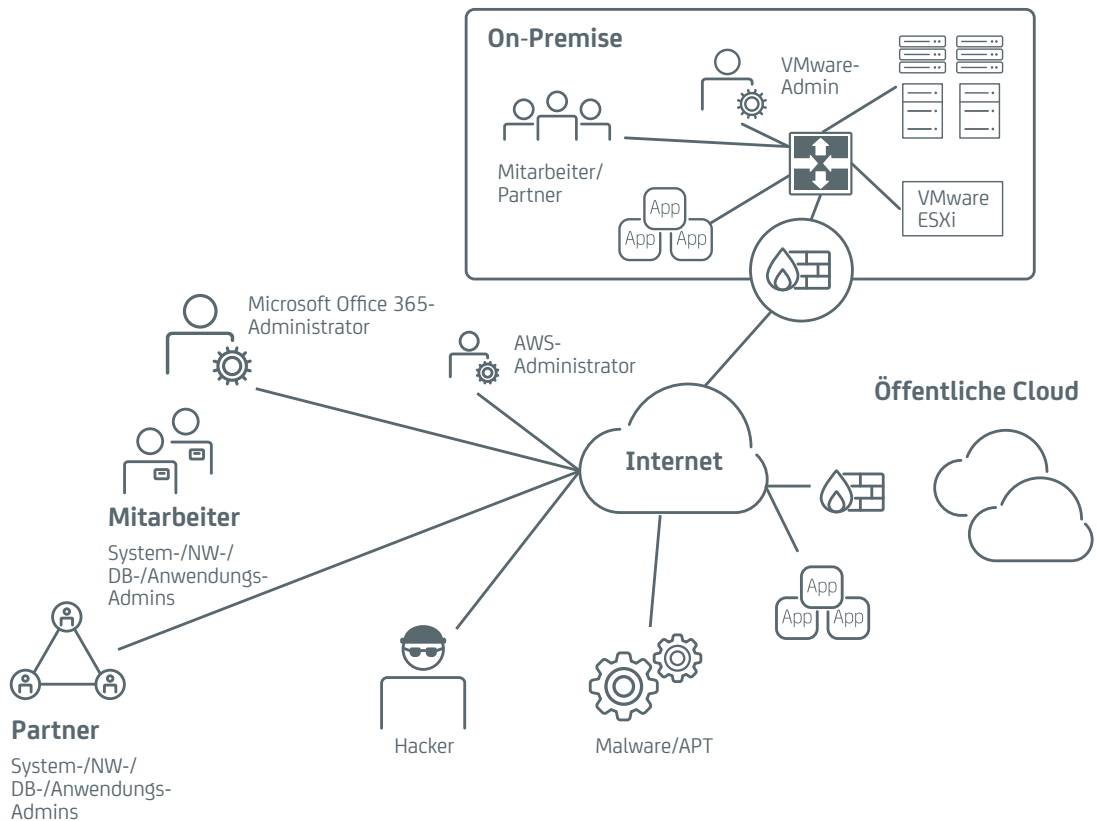 On-Premise
VMware-
Admin
Mitarbeiter/
Partner
App
App
App
VMware
ESXi
Microsoft Office 365-
Administrator
AWS-
Administrator
Öffentliche Cloud
Internet
Mitarbeiter
System-/NW-/
DB-/Anwendungs-
Admins
App
App
App
Partner
System-/NW-/
DB-/Anwendungs-
Admins
Hacker
Malware/APT